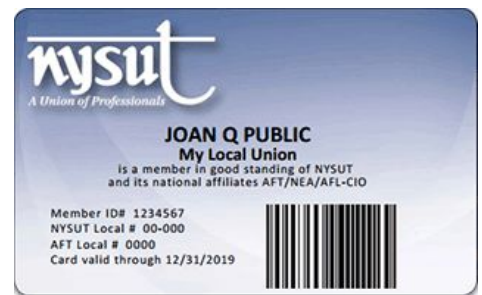 nysut
A Union of Professionals
JOAN Q PUBLIC
My Local Union
is a member in good standing of NYSUT
and its national affiliates AFT/NEA/AFL-CIO
Member ID# 1234567
NYSUT Local # 00-000
AFT Local # 0000
Card valid through 12/31/2019